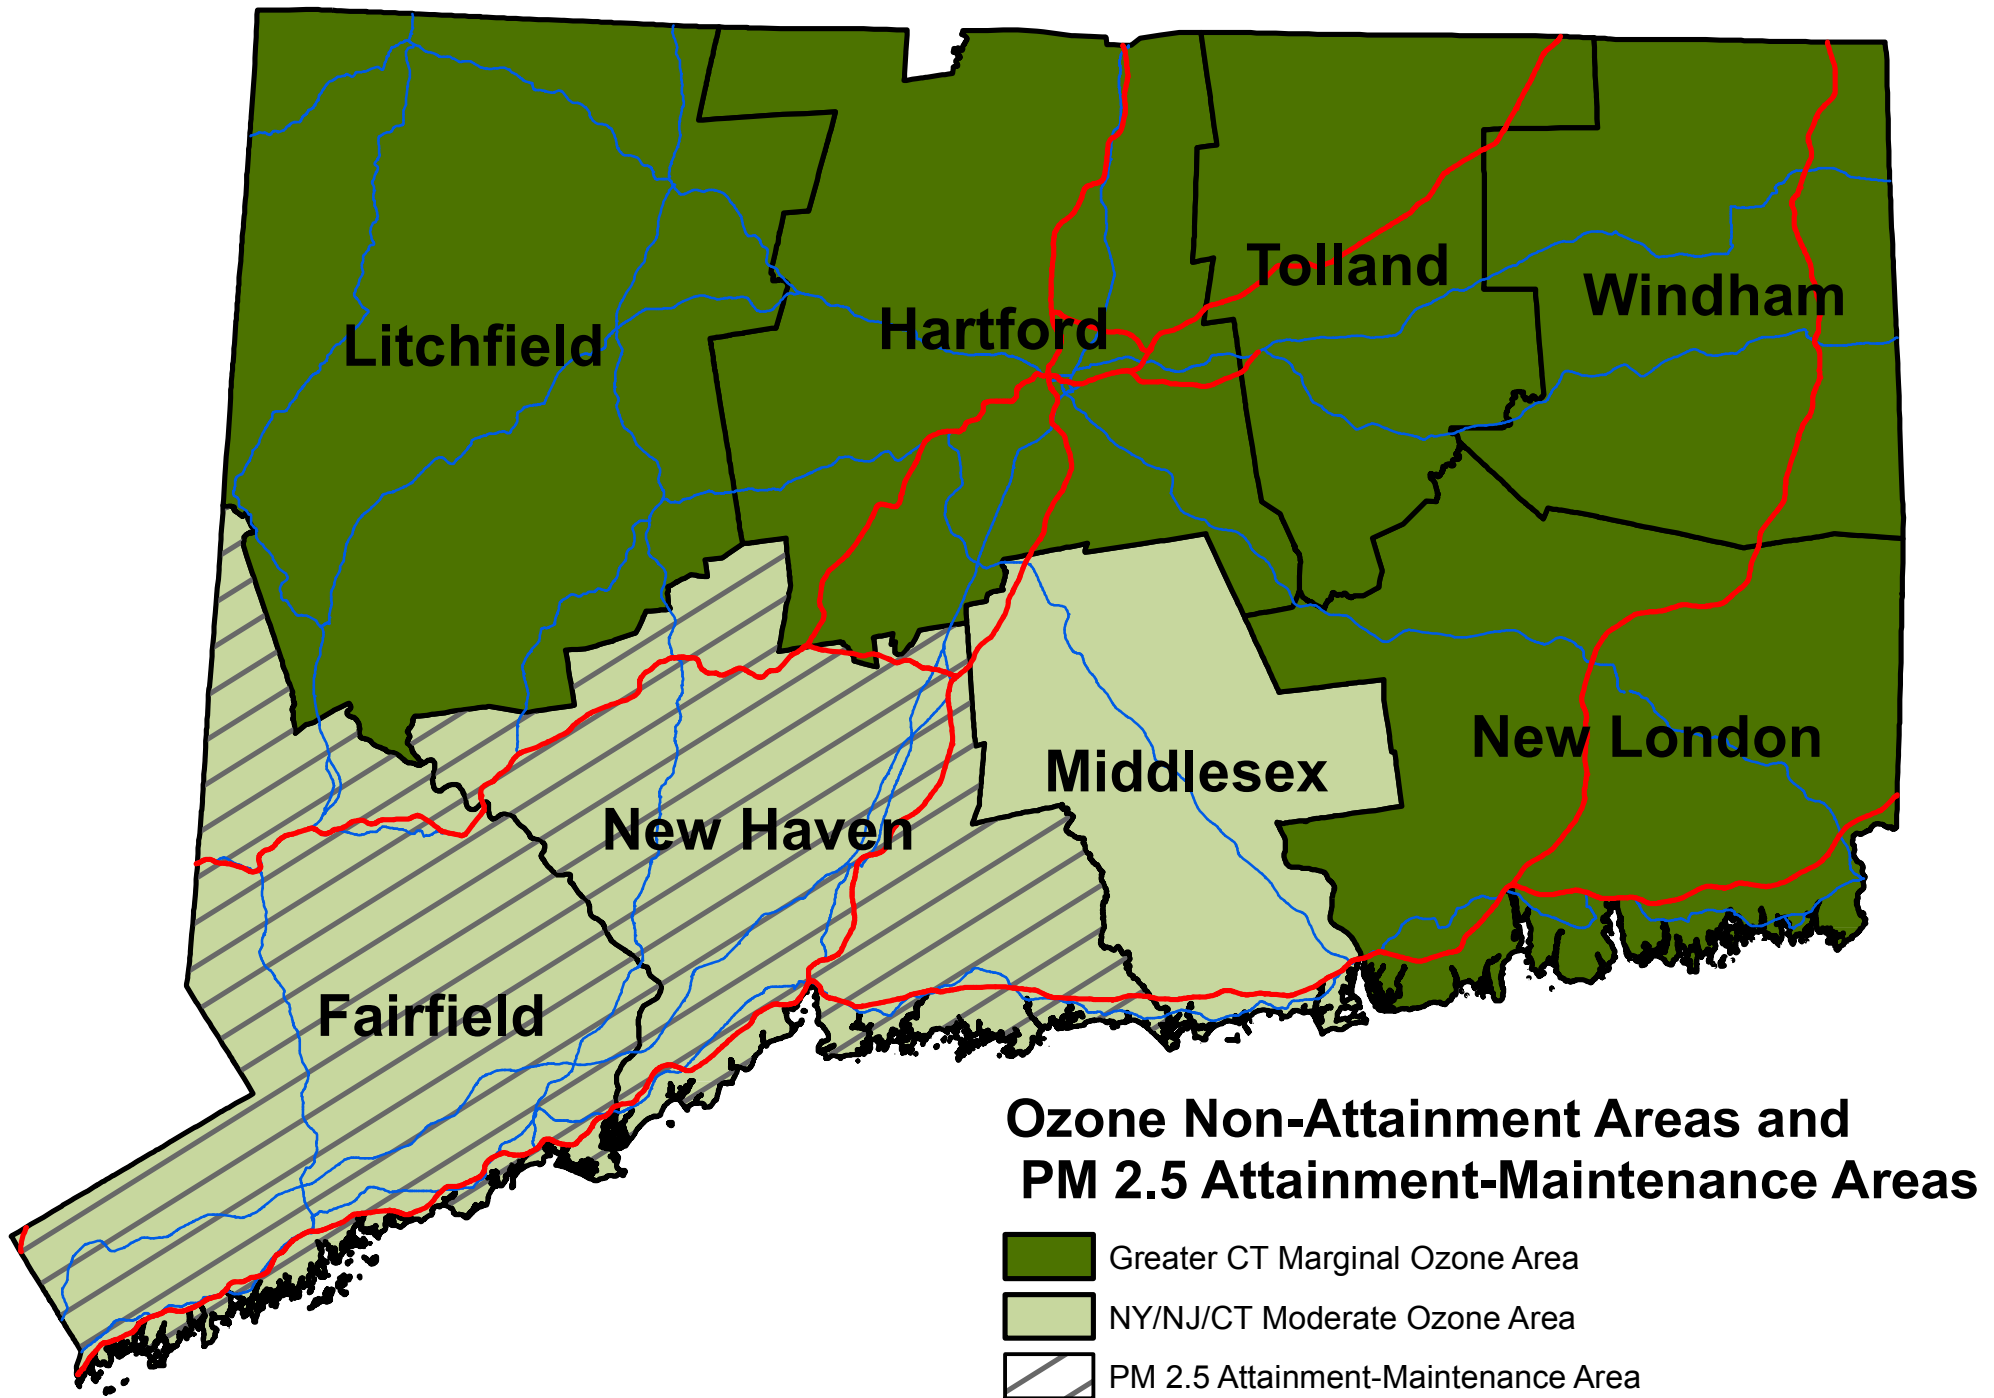 Tolland
Windham
Hartford
Litchfield
New London
Middlesex
New Haven
Fairfield
Ozone Non-Attainment Areas and
PM 2.5 Attainment-Maintenance Areas
Greater CT Marginal Ozone Area
NY/NJ/CT Moderate Ozone Area
PM 2.5 Attainment-Maintenance Area